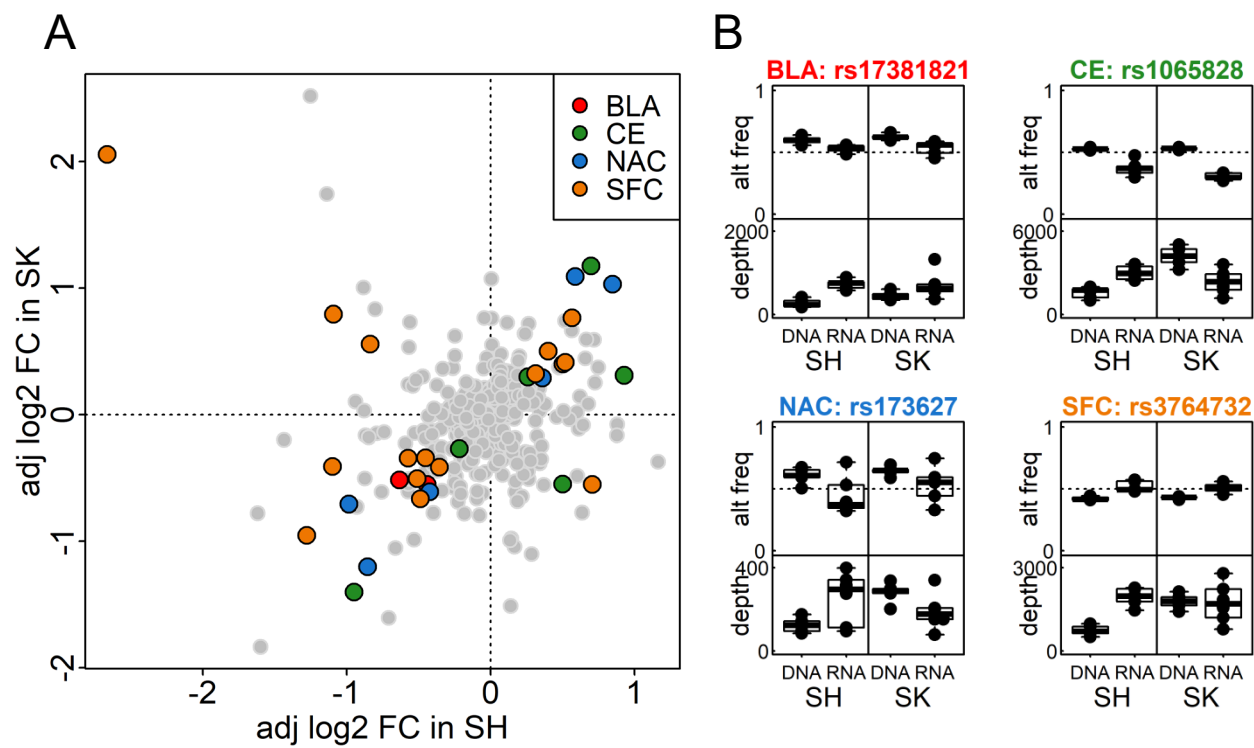 A
adj log2 FC in SK
2
1
0
-1
-2
-2
-1
0
1
adj log2 FC in SH
BLA
CE
NAC
SFC
B
BLA: rs17381821
alt freq
1
0
depth
2000
0
DNA RNA DNA RNA
SH SK
CE: rs1065828
alt freq
1
0
depth
6000
0
DNA RNA DNA RNA
SH SK
NAC: rs173627
alt freq
1
0
depth
400
0
DNA RNA DNA RNA
SH SK
SFC: rs3764732
alt freq
1
0
depth
3000
0
DNA RNA DNA RNA
SH SK